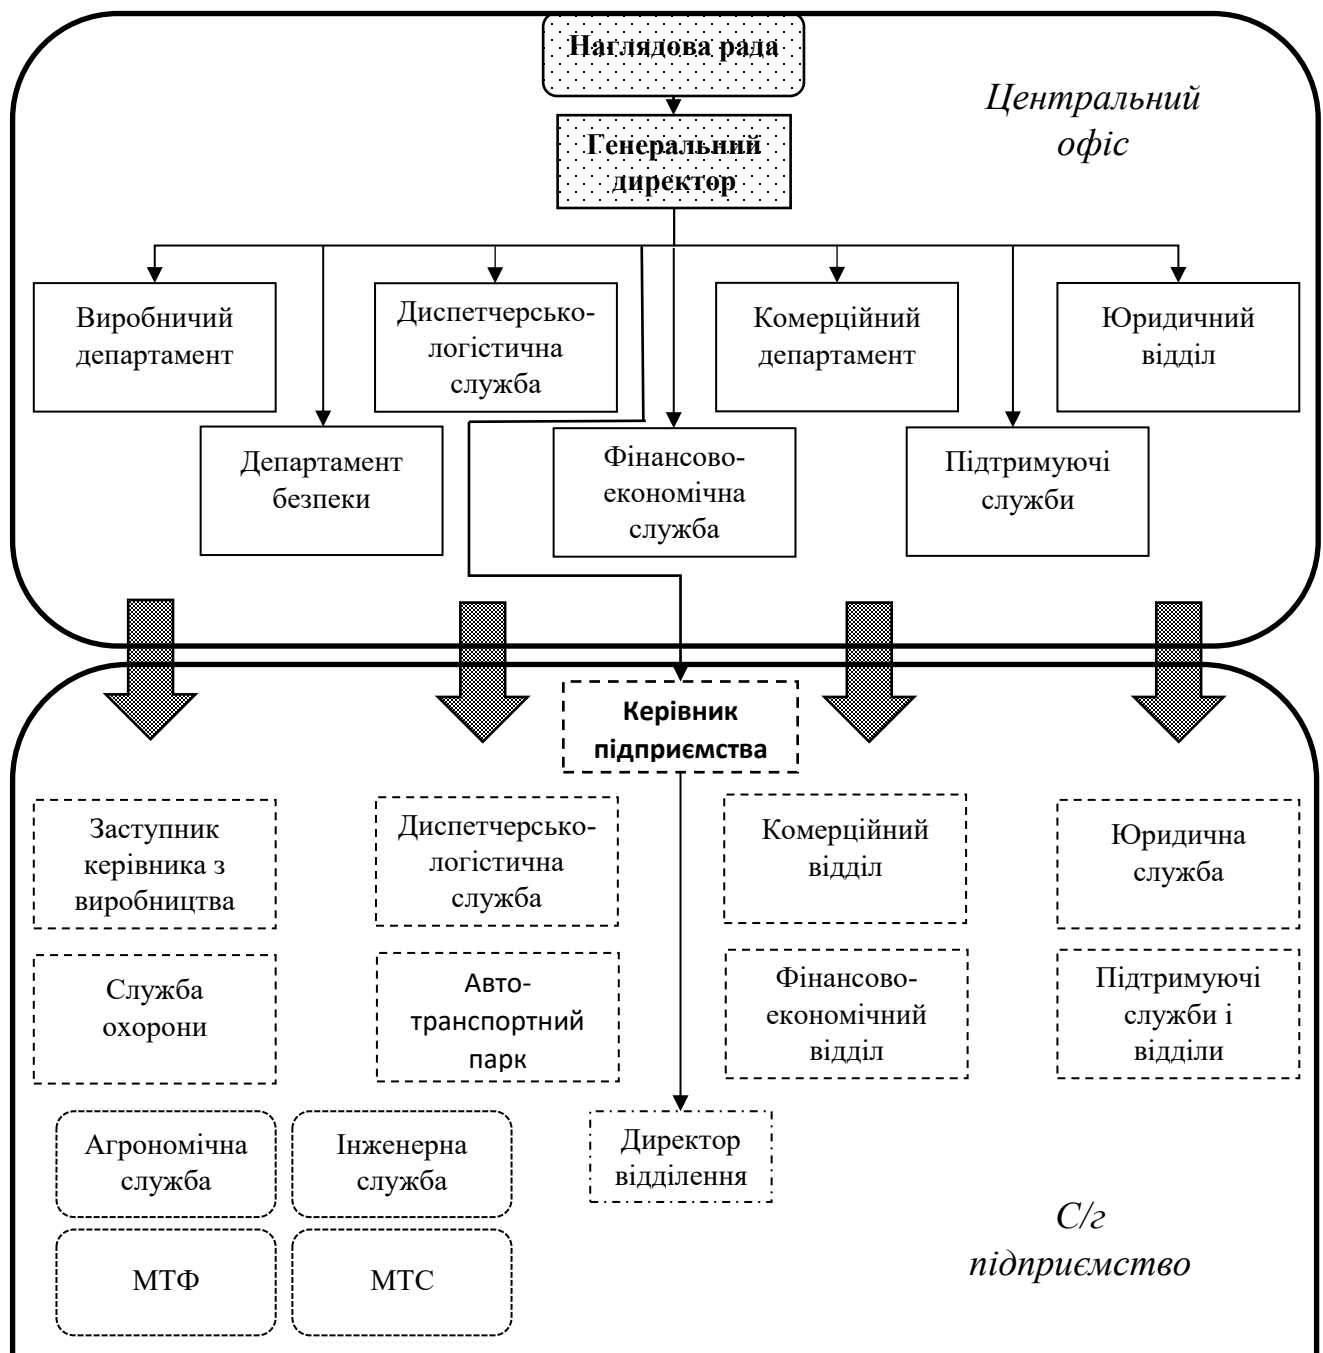 Наглядова рада
Центральний
офіс
Генеральний
директор
Виробничий
департамент
Диспетчерсько-
логістична
служба
Комерційний
департамент
Юридичний
відділ
Департамент
безпеки
Фінансово-
економічна
служба
Підтримуючі
служби
Керівник
підприємства
Заступник
керівника з
виробництва
Диспетчерсько-
логістична
служба
Комерційний
відділ
Юридична
служба
Служба
охорони
Авто-
транспортний
парк
Фінансово-
економічний
відділ
Підтримуючі
служби і
відділи
Агрономічна
служба
Інженерна
служба
Директор
відділення
МТФ
МТС
С/г
підприємство